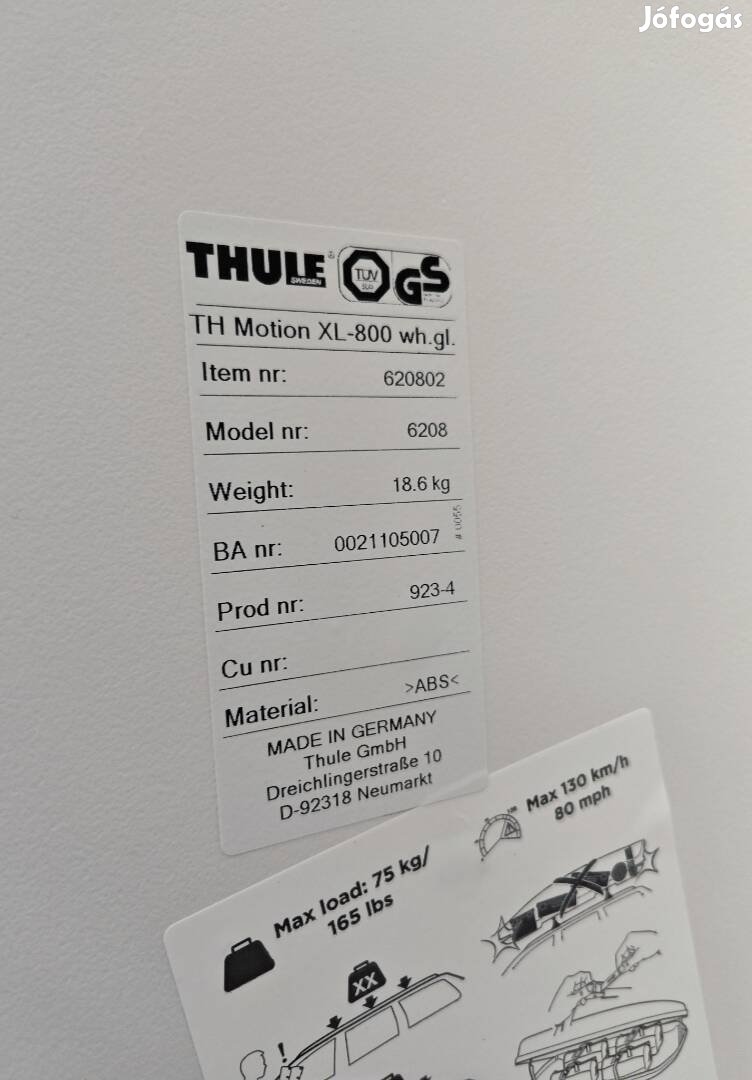 Jófogás
THULE®
SWEDEN
TÜV
SÜD
GS
TH Motion XL-800 wh.gl.
Item nr: 620802
Model nr: 6208
Weight: 18.6 kg
# 0055
BA nr: 0021105007
Prod nr: 923-4
Cu nr:
Material: >ABS<
MADE IN GERMANY
Thule GmbH
Dreichlingerstraße 10
D-92318 Neumarkt
Max 130 km/h
80 mph
Max load: 75 kg/
165 lbs
XX
!